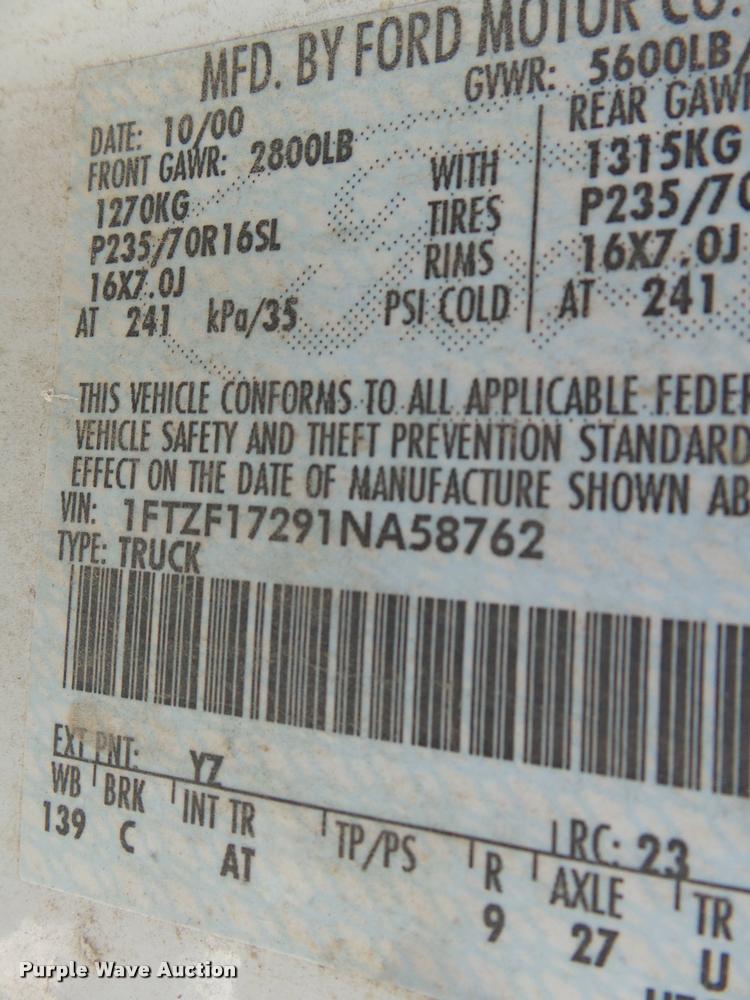 MFD. BY FORD MOTOR CO.
GVWR: 5600LB/
DATE: 10/00
REAR GAWR
FRONT GAWR: 2800LB
WITH
1315KG
1270KG
TIRES
P235/70
P235/70R16SL
RIMS
16X7.0J
16X7.0J
PSI COLD
AT 241
AT 241 kPa/35
THIS VEHICLE CONFORMS TO ALL APPLICABLE FEDER
VEHICLE SAFETY AND THEFT PREVENTION STANDARD
EFFECT ON THE DATE OF MANUFACTURE SHOWN AB
VIN: 1FTZF17291NA58762
TYPE: TRUCK
EXT PNT: YZ
RC: 23
WB BRK INT TR TP/PS R AXLE TR
139 C AT 9 27 U
Purple Wave Auction